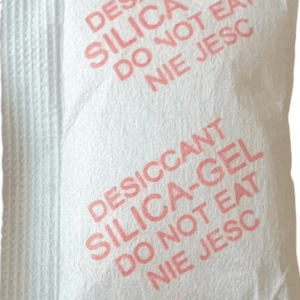 DESICCANT
SILICA-GEL
DO NOT EAT
NIE JESC
DESICCANT
SILICA-GEL
DO NOT EAT
NIE JESC